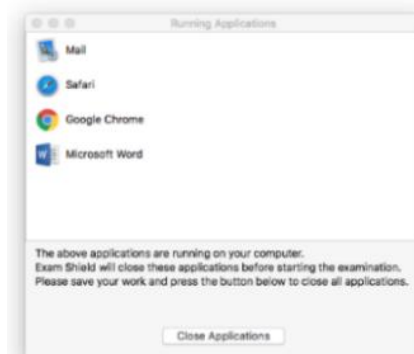 Running Applications
Mail
Safari
Google Chrome
Microsoft Word
The above applications are running on your computer.
Exam Shield will close these applications before starting the examination.
Please save your work and press the button below to close all applications.
Close Applications